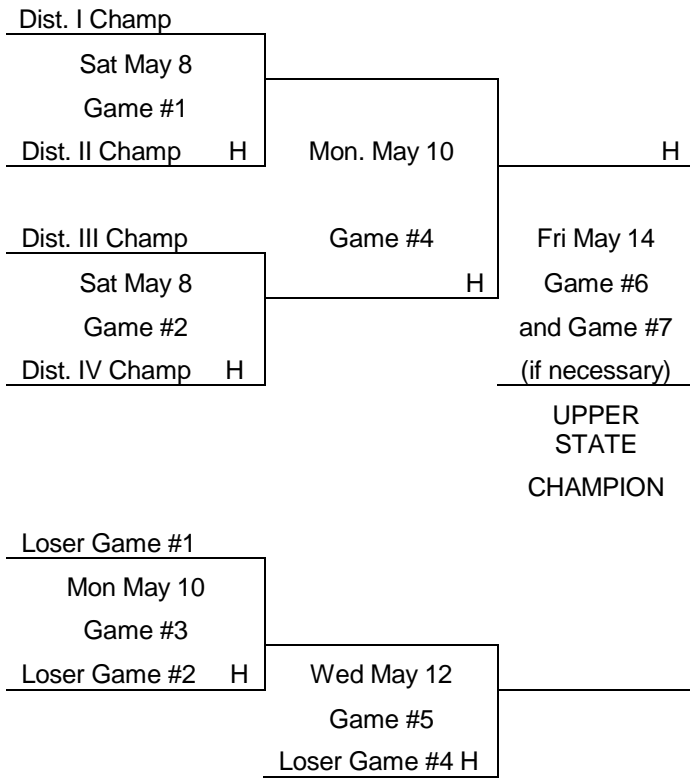 Dist. I Champ
Sat May 8
Game #1
Dist. II Champ H
Mon. May 10
H
Dist. III Champ
Game #4
Fri May 14
Sat May 8
H
Game #6
Game #2
and Game #7
Dist. IV Champ H
(if necessary)
UPPER
STATE
CHAMPION
Loser Game #1
Mon May 10
Game #3
Loser Game #2 H
Wed May 12
Game #5
Loser Game #4 H